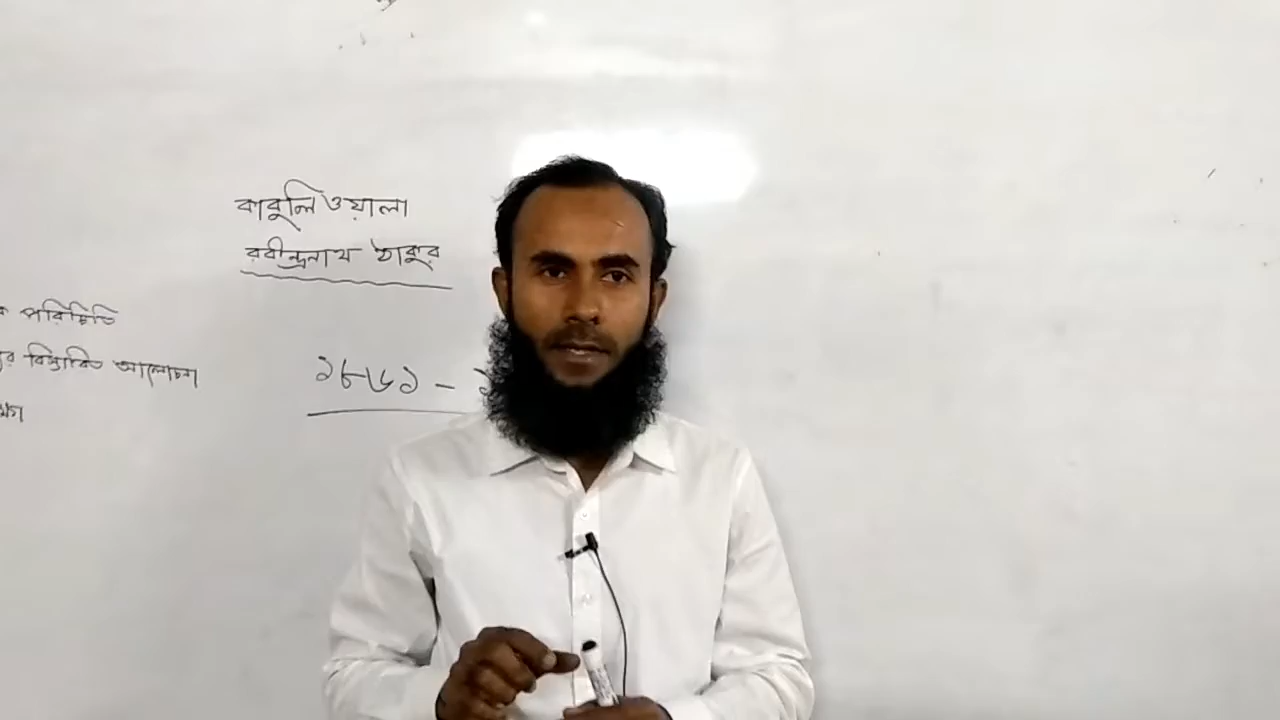 কাবুলিওয়ালা
রবীন্দ্রনাথ ঠাকুর
পরিচিতি
বিস্তারিত আলোচনা
১৮৬১ -